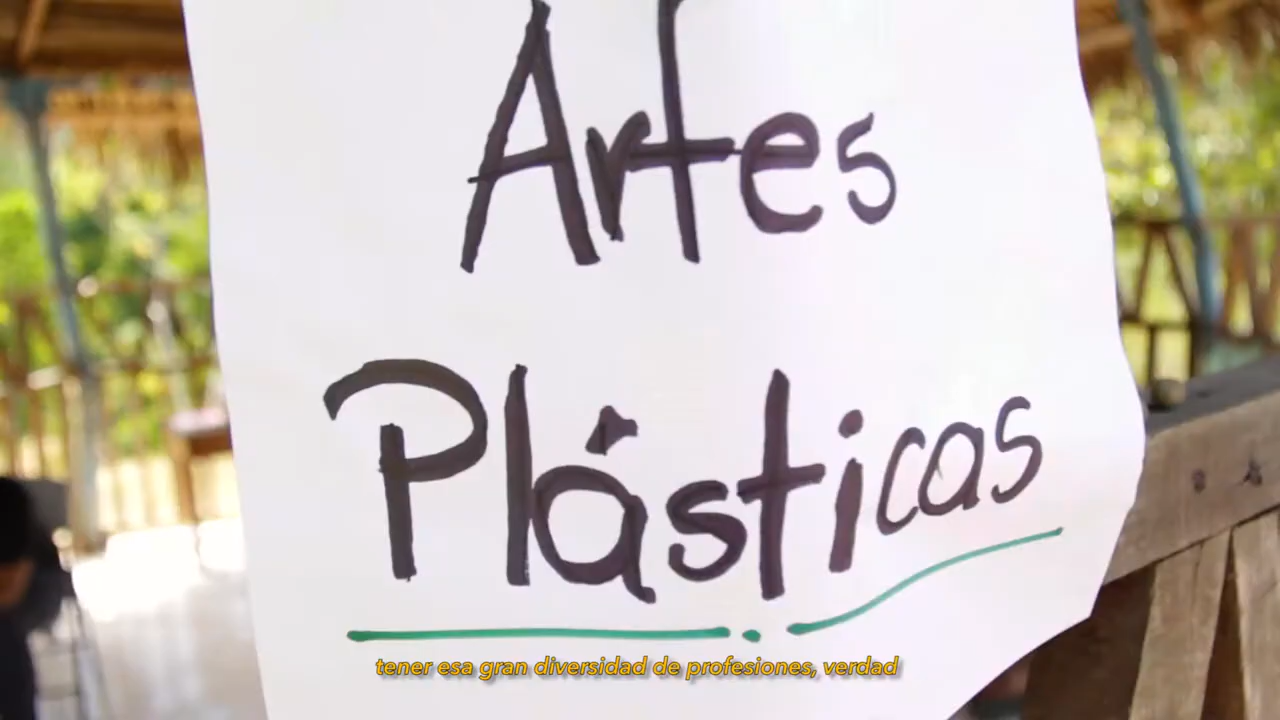 Artes
Plásticas
tener esa gran diversidad de profesiones, verdad